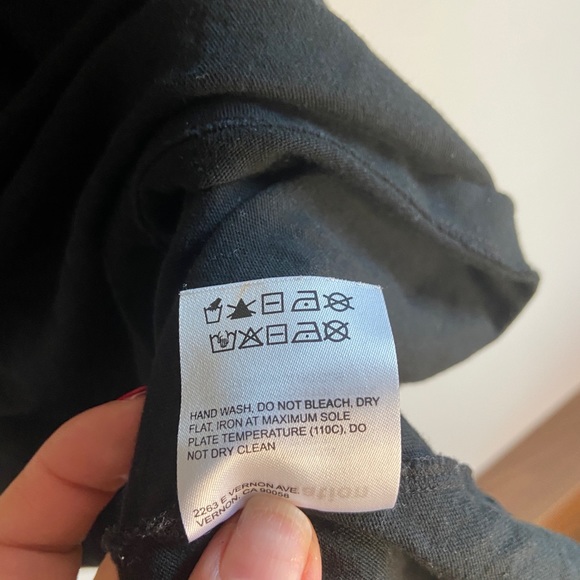 HAND WASH, DO NOT BLEACH, DRY
FLAT, IRON AT MAXIMUM SOLE
PLATE TEMPERATURE (110C), DO
NOT DRY CLEAN
2263 E VERNON AVE
VERNON, CA 90058